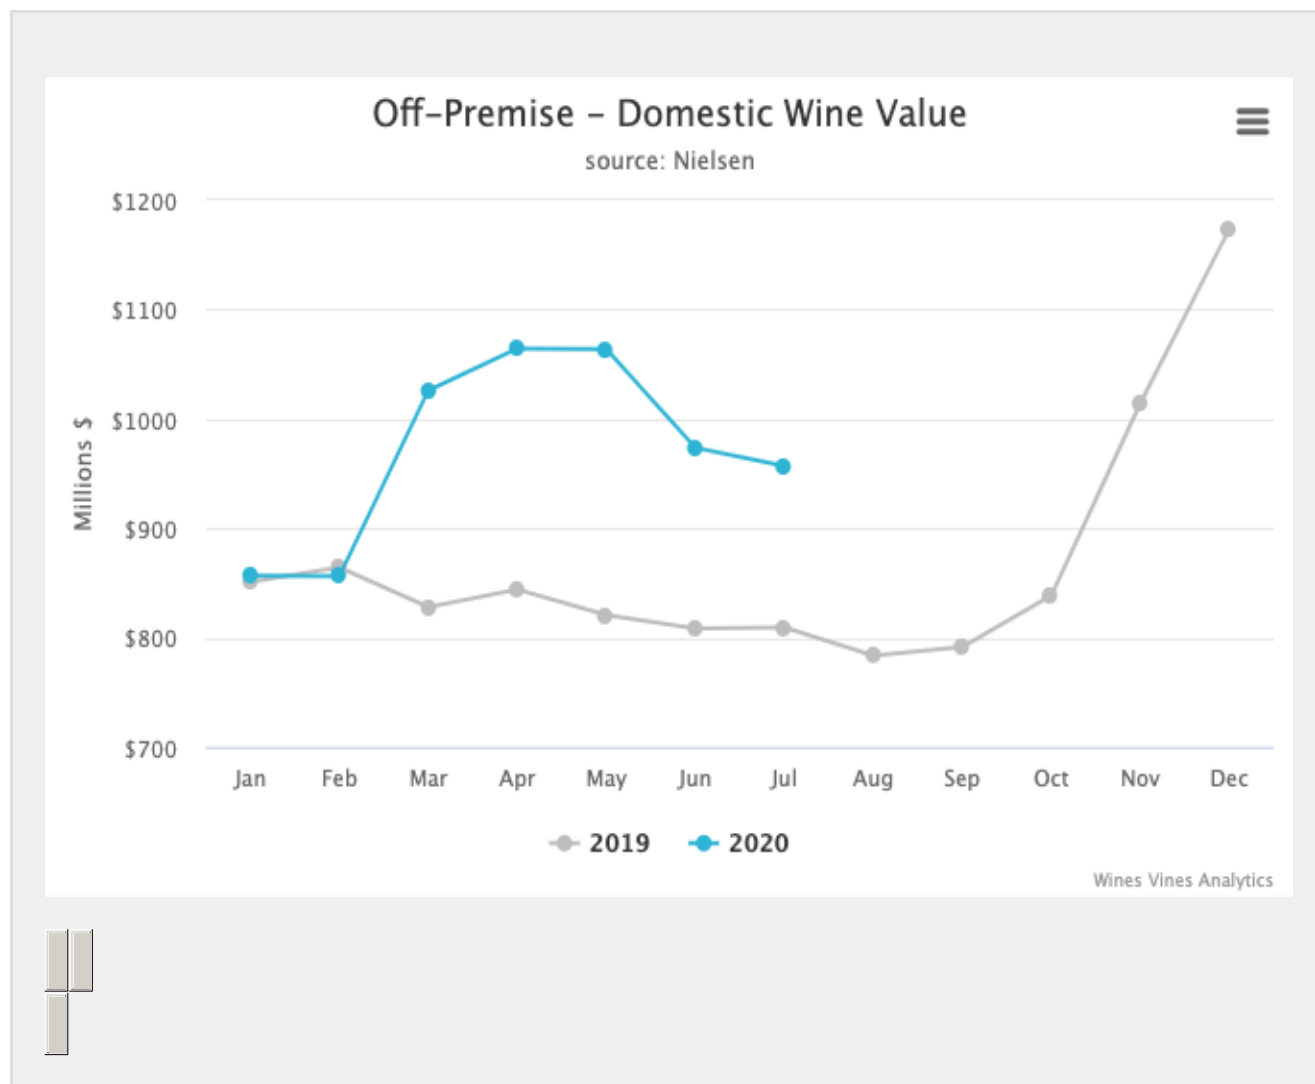 Off–Premise – Domestic Wine Value
source: Nielsen
Millions $
$1200
$1100
$1000
$900
$800
$700
Jan Feb Mar Apr May Jun Jul Aug Sep Oct Nov Dec
2019 2020
Wines Vines Analytics